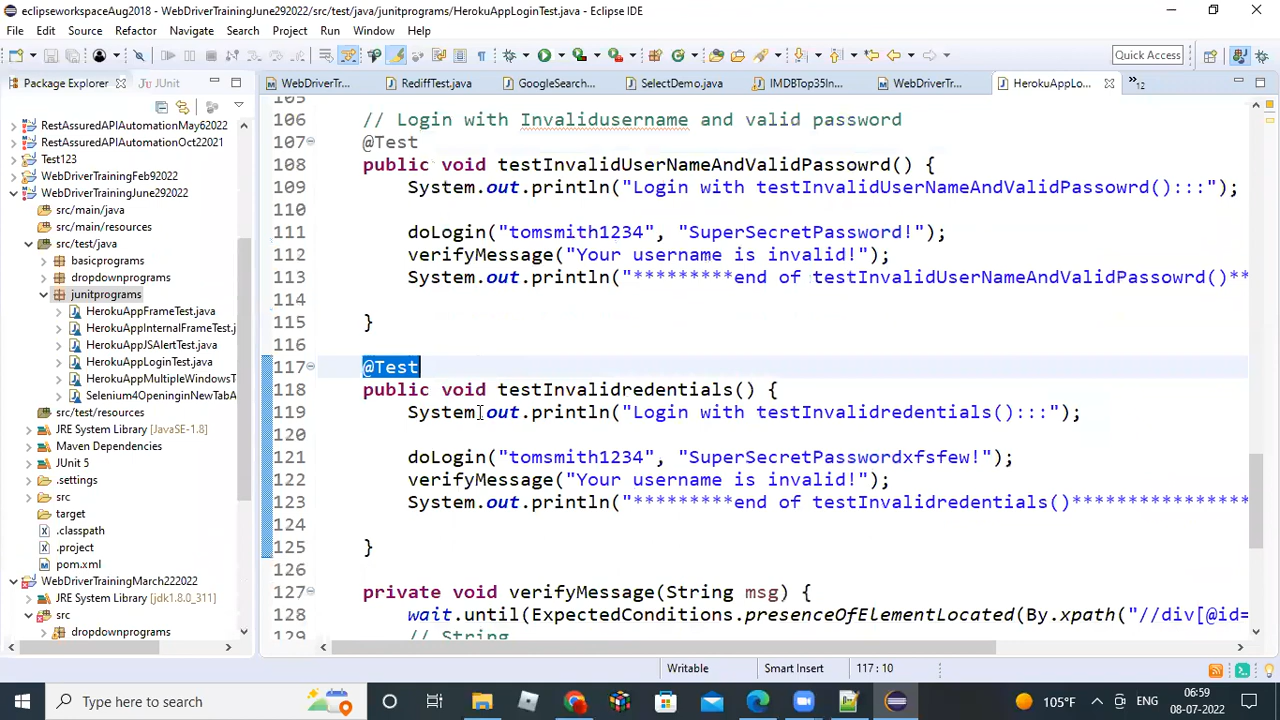 eclipseworkspaceAug2018 - WebDriverTrainingJune292022/src/test/java/junitprograms/HerokuAppLoginTest.java - Eclipse IDE
File Edit Source Refactor Navigate Search Project Run Window Help
Quick Access
Package Explorer JUnit
WebDriverTr... RediffTest.java GoogleSearch... SelectDemo.java IMDBTop35In... WebDriverTr... HerokuAppLo... »12
RestAssuredAPIAutomationMay62022
RestAssuredAPIAutomationOct22021
Test123
WebDriverTrainingFeb92022
WebDriverTrainingJune292022
src/main/java
src/main/resources
src/test/java
basicprograms
dropdownprograms
junitprograms
HerokuAppFrameTest.java
HerokuAppInternalFrameTest.
HerokuAppJSAlertTest.java
HerokuAppLoginTest.java
HerokuAppMultipleWindowsT
Selenium4OpeninginNewTabA
src/test/resources
JRE System Library [JavaSE-1.8]
Maven Dependencies
JUnit 5
.settings
src
target
.classpath
.project
pom.xml
WebDriverTrainingMarch222022
JRE System Library [jdk1.8.0_311]
src
dropdownprograms
105
106 // Login with Invalidusername and valid password
107 @Test
108 public void testInvalidUserNameAndValidPassowrd() {
109 System.out.println("Login with testInvalidUserNameAndValidPassowrd():::");
110
111 doLogin("tomsmith1234", "SuperSecretPassword!");
112 verifyMessage("Your username is invalid!");
113 System.out.println("*********end of testInvalidUserNameAndValidPassowrd()**
114
115 }
116
117 @Test
118 public void testInvalidredentials() {
119 System.out.println("Login with testInvalidredentials():::");
120
121 doLogin("tomsmith1234", "SuperSecretPasswordxfsfew!");
122 verifyMessage("Your username is invalid!");
123 System.out.println("*********end of testInvalidredentials()****************
124
125 }
126
127 private void verifyMessage(String msg) {
128 wait.until(ExpectedConditions.presenceOfElementLocated(By.xpath("//div[@id=
129 // String
Writable Smart Insert 117 : 10
Type here to search
105°F ENG 06:59 08-07-2022